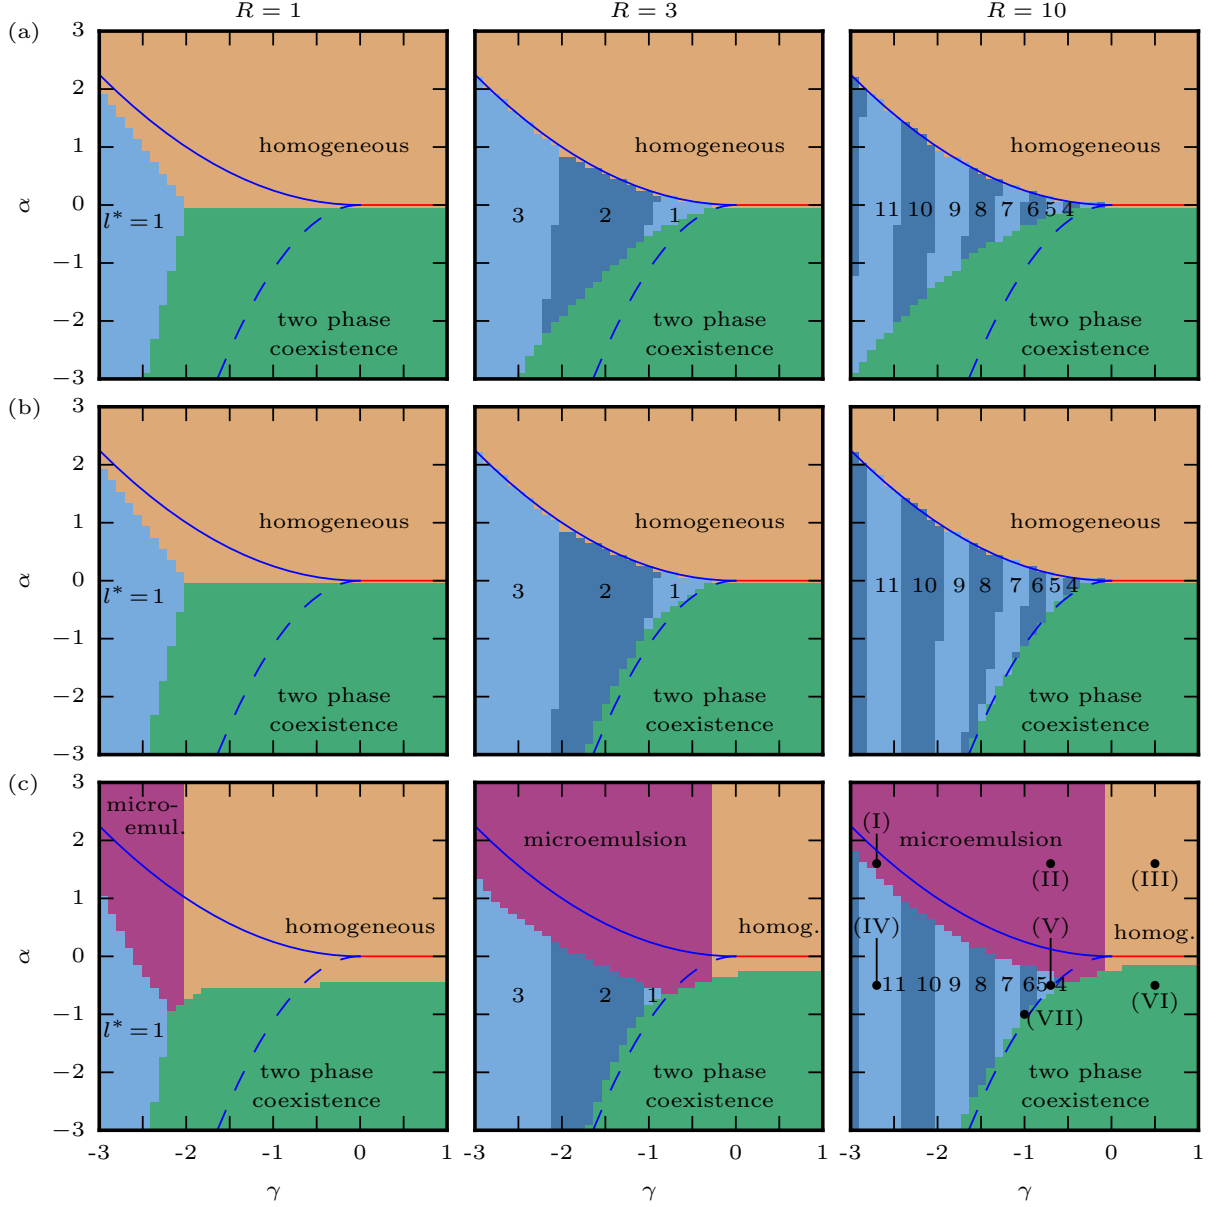 R = 1
R = 3
R = 10
(a)
3
2
1
0
−1
−2
−3
α
homogeneous
l* = 1
two phase
coexistence
homogeneous
3 2 1
two phase
coexistence
homogeneous
11 10 9 8 7 6 5 4
two phase
coexistence
(b)
3
2
1
0
−1
−2
−3
α
homogeneous
l* = 1
two phase
coexistence
homogeneous
3 2 1
two phase
coexistence
homogeneous
11 10 9 8 7 6 5 4
two phase
coexistence
(c)
3
2
1
0
−1
−2
−3
α
micro-
emul.
homogeneous
l* = 1
two phase
coexistence
-3 -2 -1 0 1
γ
microemulsion
homog.
3 2 1
two phase
coexistence
-3 -2 -1 0 1
γ
(I)
microemulsion
(II) (III)
(IV) (V) homog.
11 10 9 8 7 6 5 4
(VI)
(VII)
two phase
coexistence
-3 -2 -1 0 1
γ